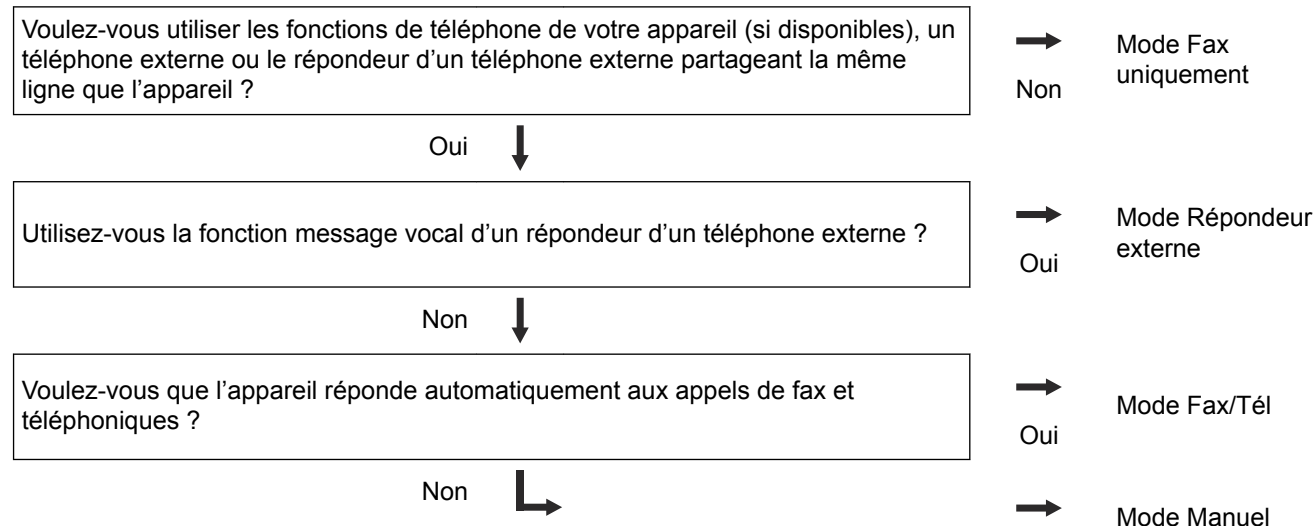 Voulez-vous utiliser les fonctions de téléphone de votre appareil (si disponibles), un
téléphone externe ou le répondeur d'un téléphone externe partageant la même
ligne que l'appareil ?
Non
Mode Fax
uniquement
Oui
Utilisez-vous la fonction message vocal d'un répondeur d'un téléphone externe ?
Oui
Mode Répondeur
externe
Non
Voulez-vous que l'appareil réponde automatiquement aux appels de fax et
téléphoniques ?
Oui
Mode Fax/Tél
Non
Mode Manuel